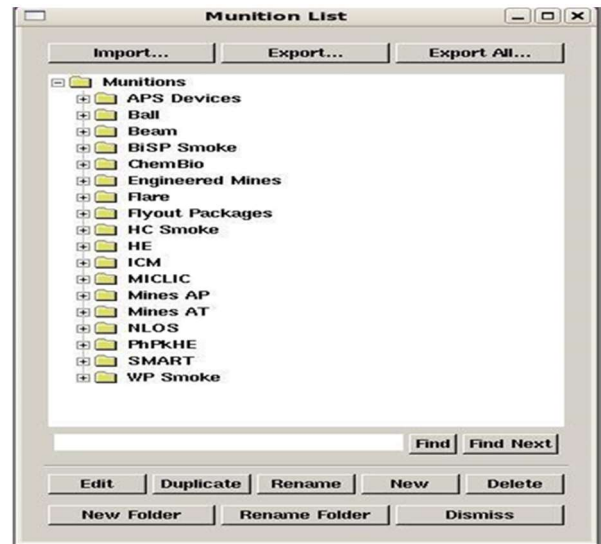 Munition List
Import... Export... Export All...
Munitions
APS Devices
Ball
Beam
BiSP Smoke
ChemBio
Engineered Mines
Flare
Flyout Packages
HC Smoke
HE
ICM
MICLIC
Mines AP
Mines AT
NLOS
PhPkHE
SMART
WP Smoke
Find Find Next
Edit Duplicate Rename New Delete
New Folder Rename Folder Dismiss